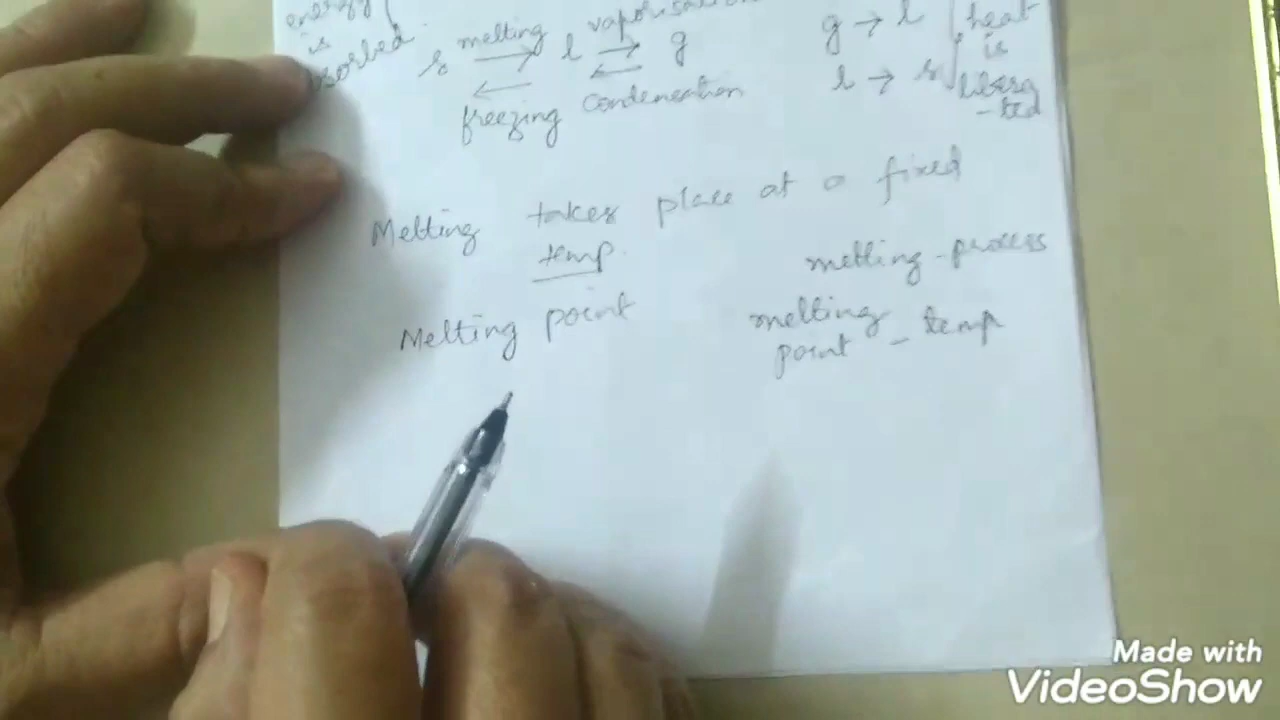 energy
is
absorbed
melting vaporisation
s → l ⇌ g
←
freezing condensation
g → l
l → s
heat
is
libera
-ted
Melting takes place at a fixed
temp.
melting - process
Melting point
melting
point - temp
Made with
VideoShow